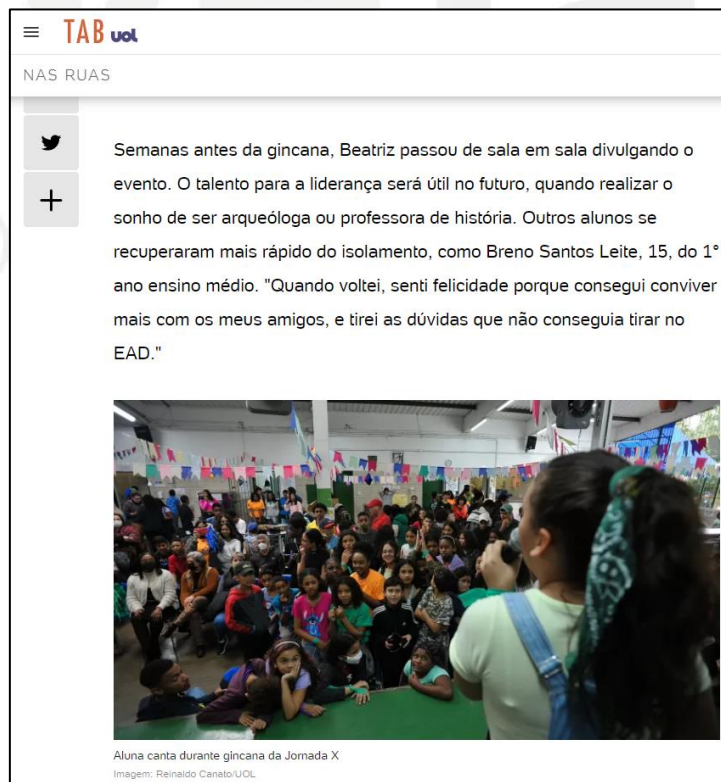 TAB uol
NAS RUAS
Semanas antes da gincana, Beatriz passou de sala em sala divulgando o
evento. O talento para a liderança será útil no futuro, quando realizar o
sonho de ser arqueóloga ou professora de história. Outros alunos se
recuperaram mais rápido do isolamento, como Breno Santos Leite, 15, do 1°
ano ensino médio. "Quando voltei, senti felicidade porque consegui conviver
mais com os meus amigos, e tirei as dúvidas que não conseguia tirar no
EAD."
Aluna canta durante gincana da Jornada X
Imagem: Reinaldo Canato/UOL